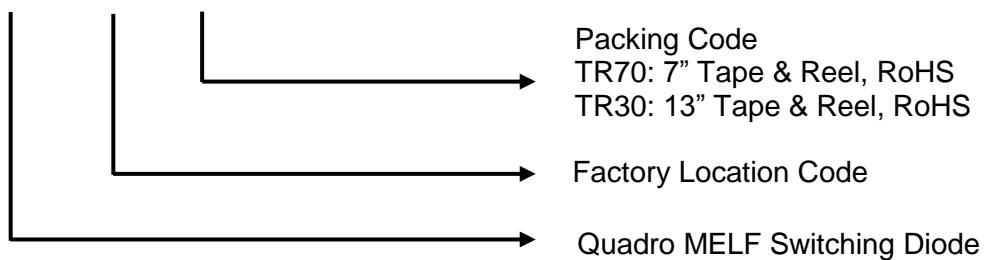 Packing Code
TR70: 7” Tape & Reel, RoHS
TR30: 13” Tape & Reel, RoHS
Factory Location Code
Quadro MELF Switching Diode